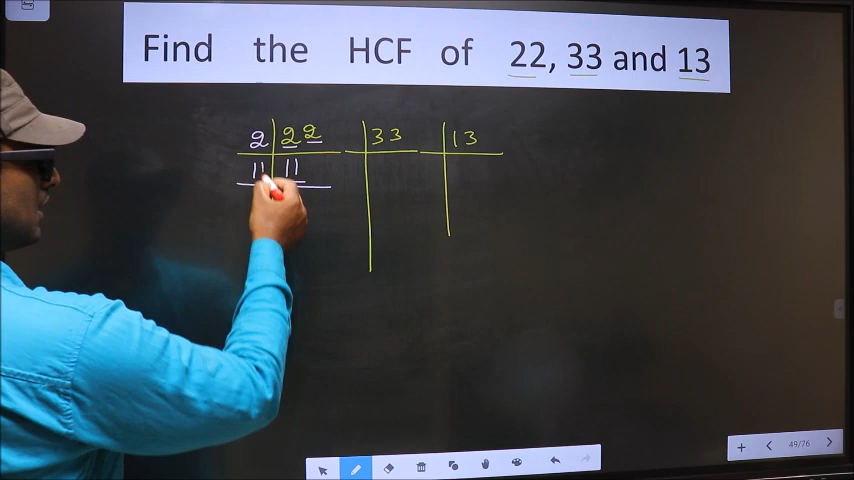 Find the HCF of 22, 33 and 13
2 22 33 13
11 11
49/76